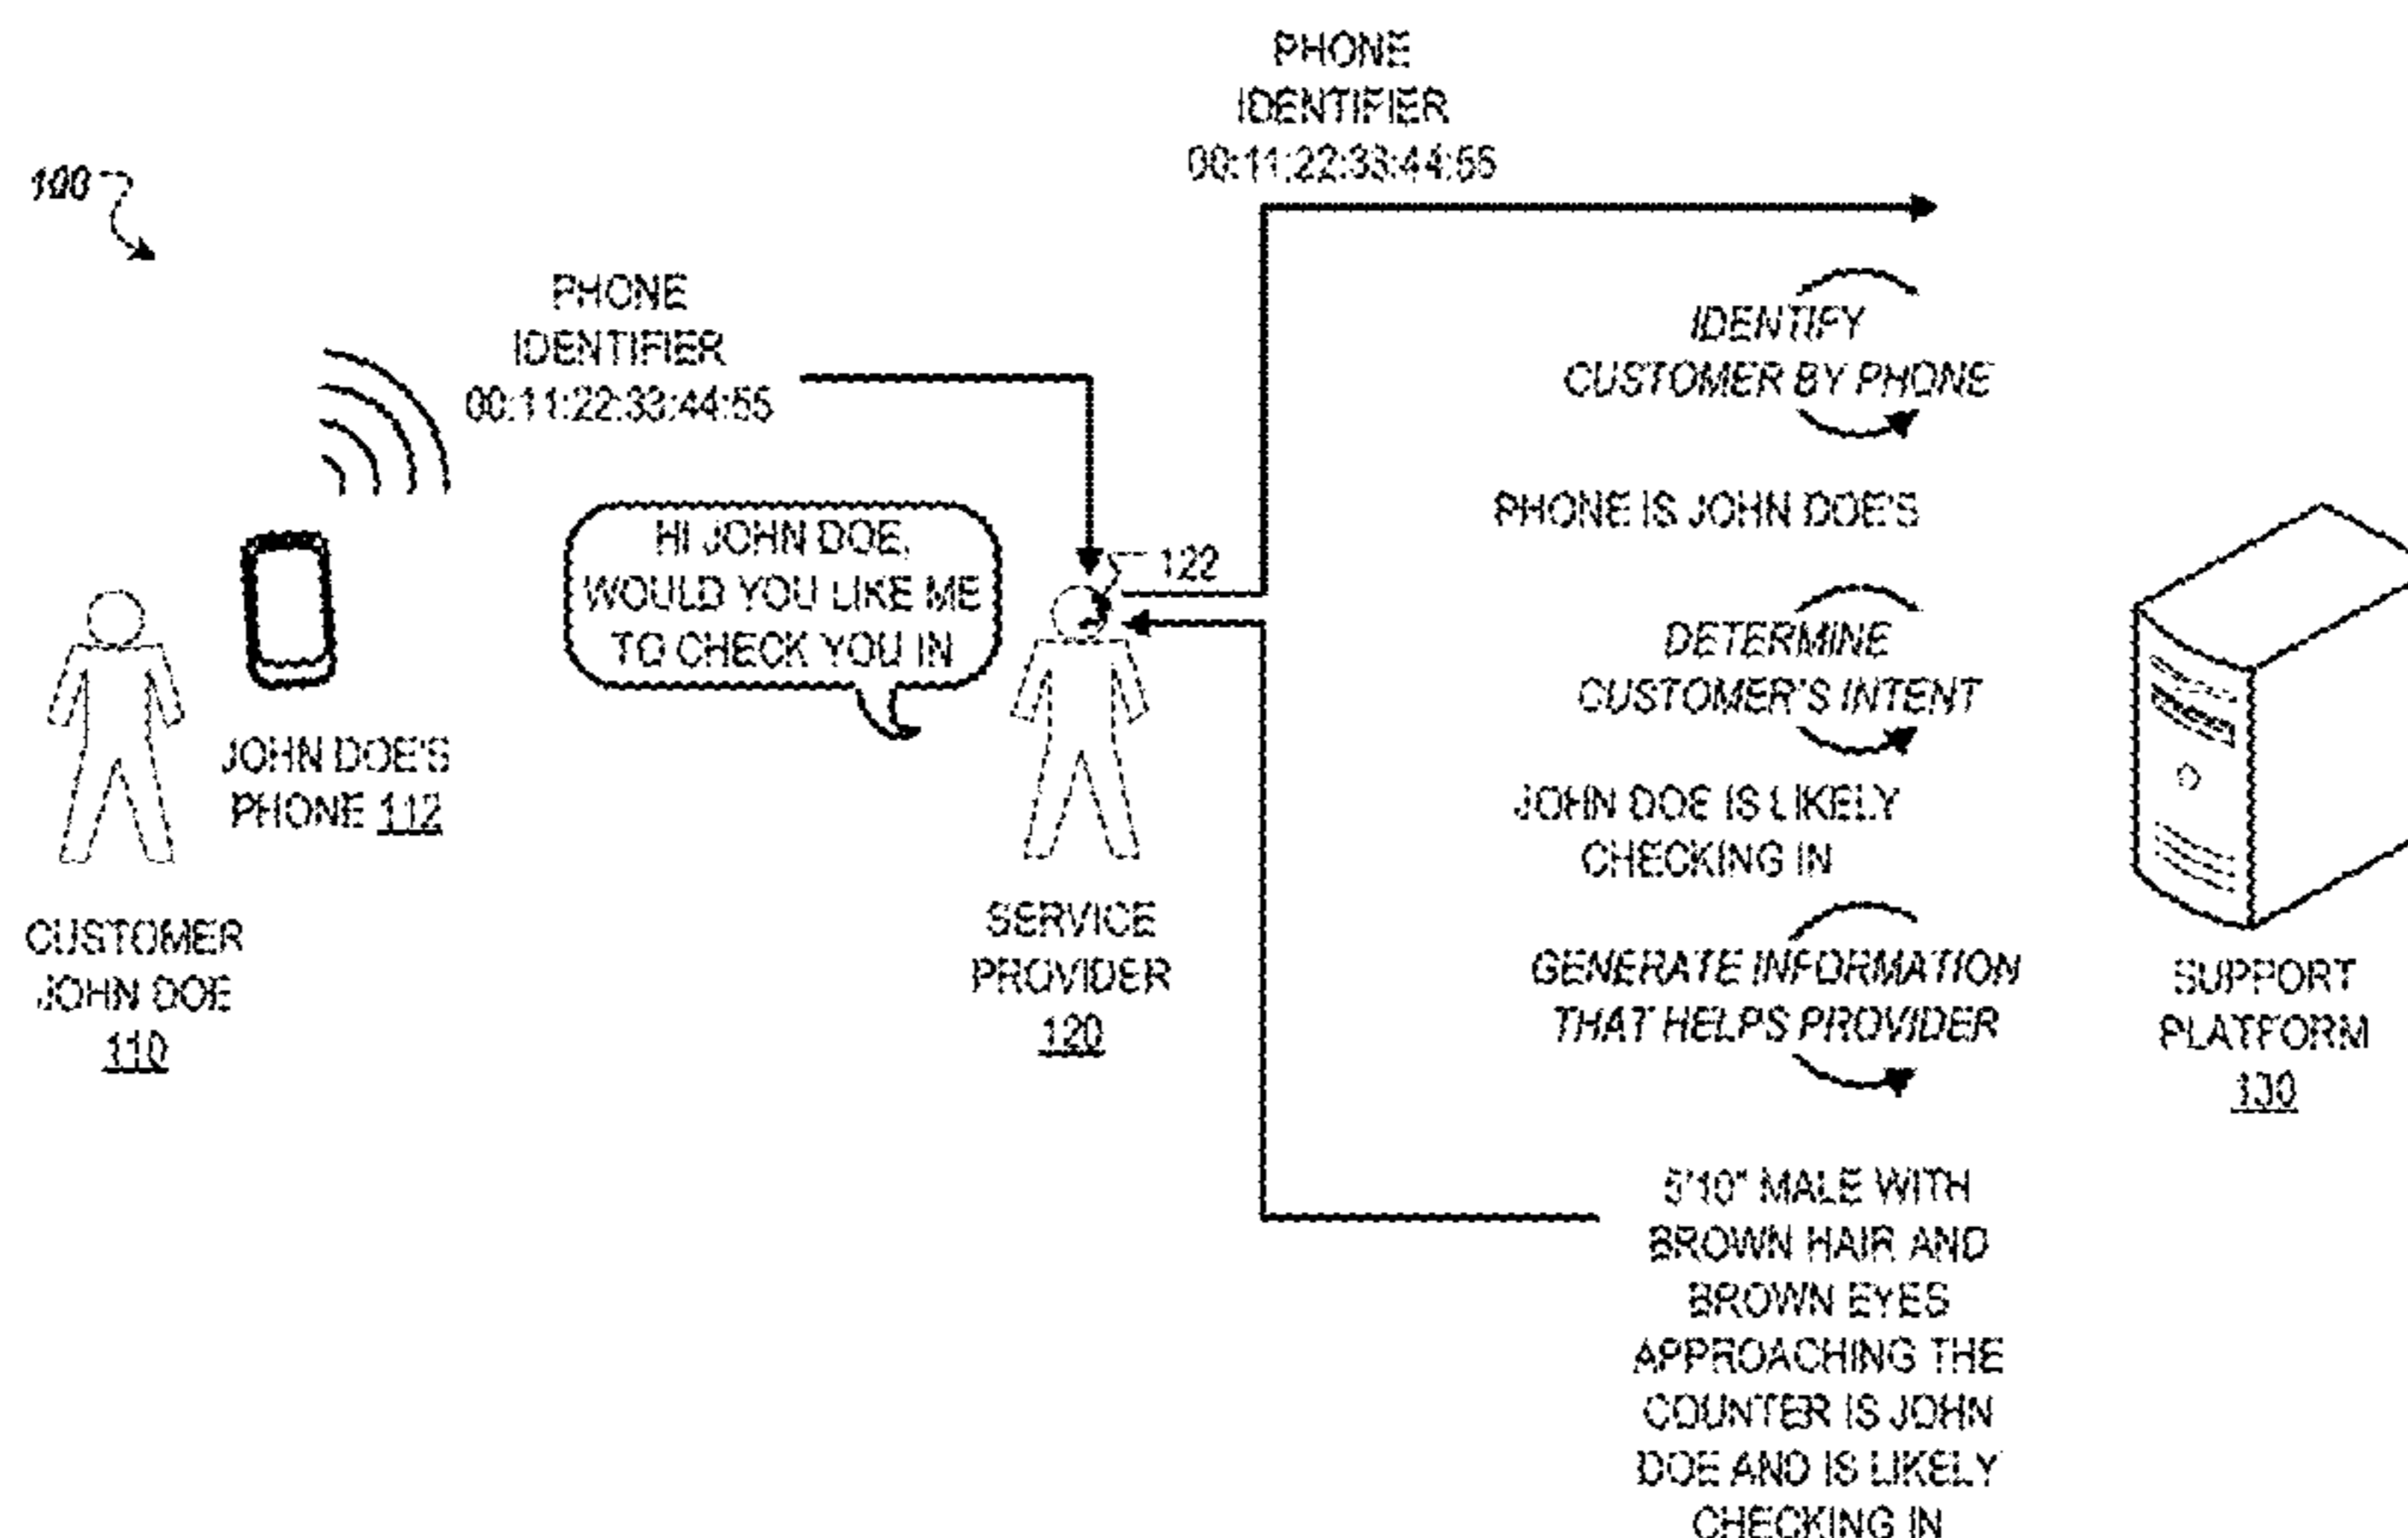 100
PHONE
IDENTIFIER
00:11:22:33:44:55
PHONE
IDENTIFIER
00:11:22:33:44:55
HI JOHN DOE,
WOULD YOU LIKE ME
TO CHECK YOU IN
122
JOHN DOE'S
PHONE 112
CUSTOMER
JOHN DOE
110
SERVICE
PROVIDER
120
IDENTIFY
CUSTOMER BY PHONE
PHONE IS JOHN DOE'S
DETERMINE
CUSTOMER'S INTENT
JOHN DOE IS LIKELY
CHECKING IN
GENERATE INFORMATION
THAT HELPS PROVIDER
5'10" MALE WITH
BROWN HAIR AND
BROWN EYES
APPROACHING THE
COUNTER IS JOHN
DOE AND IS LIKELY
CHECKING IN
SUPPORT
PLATFORM
130